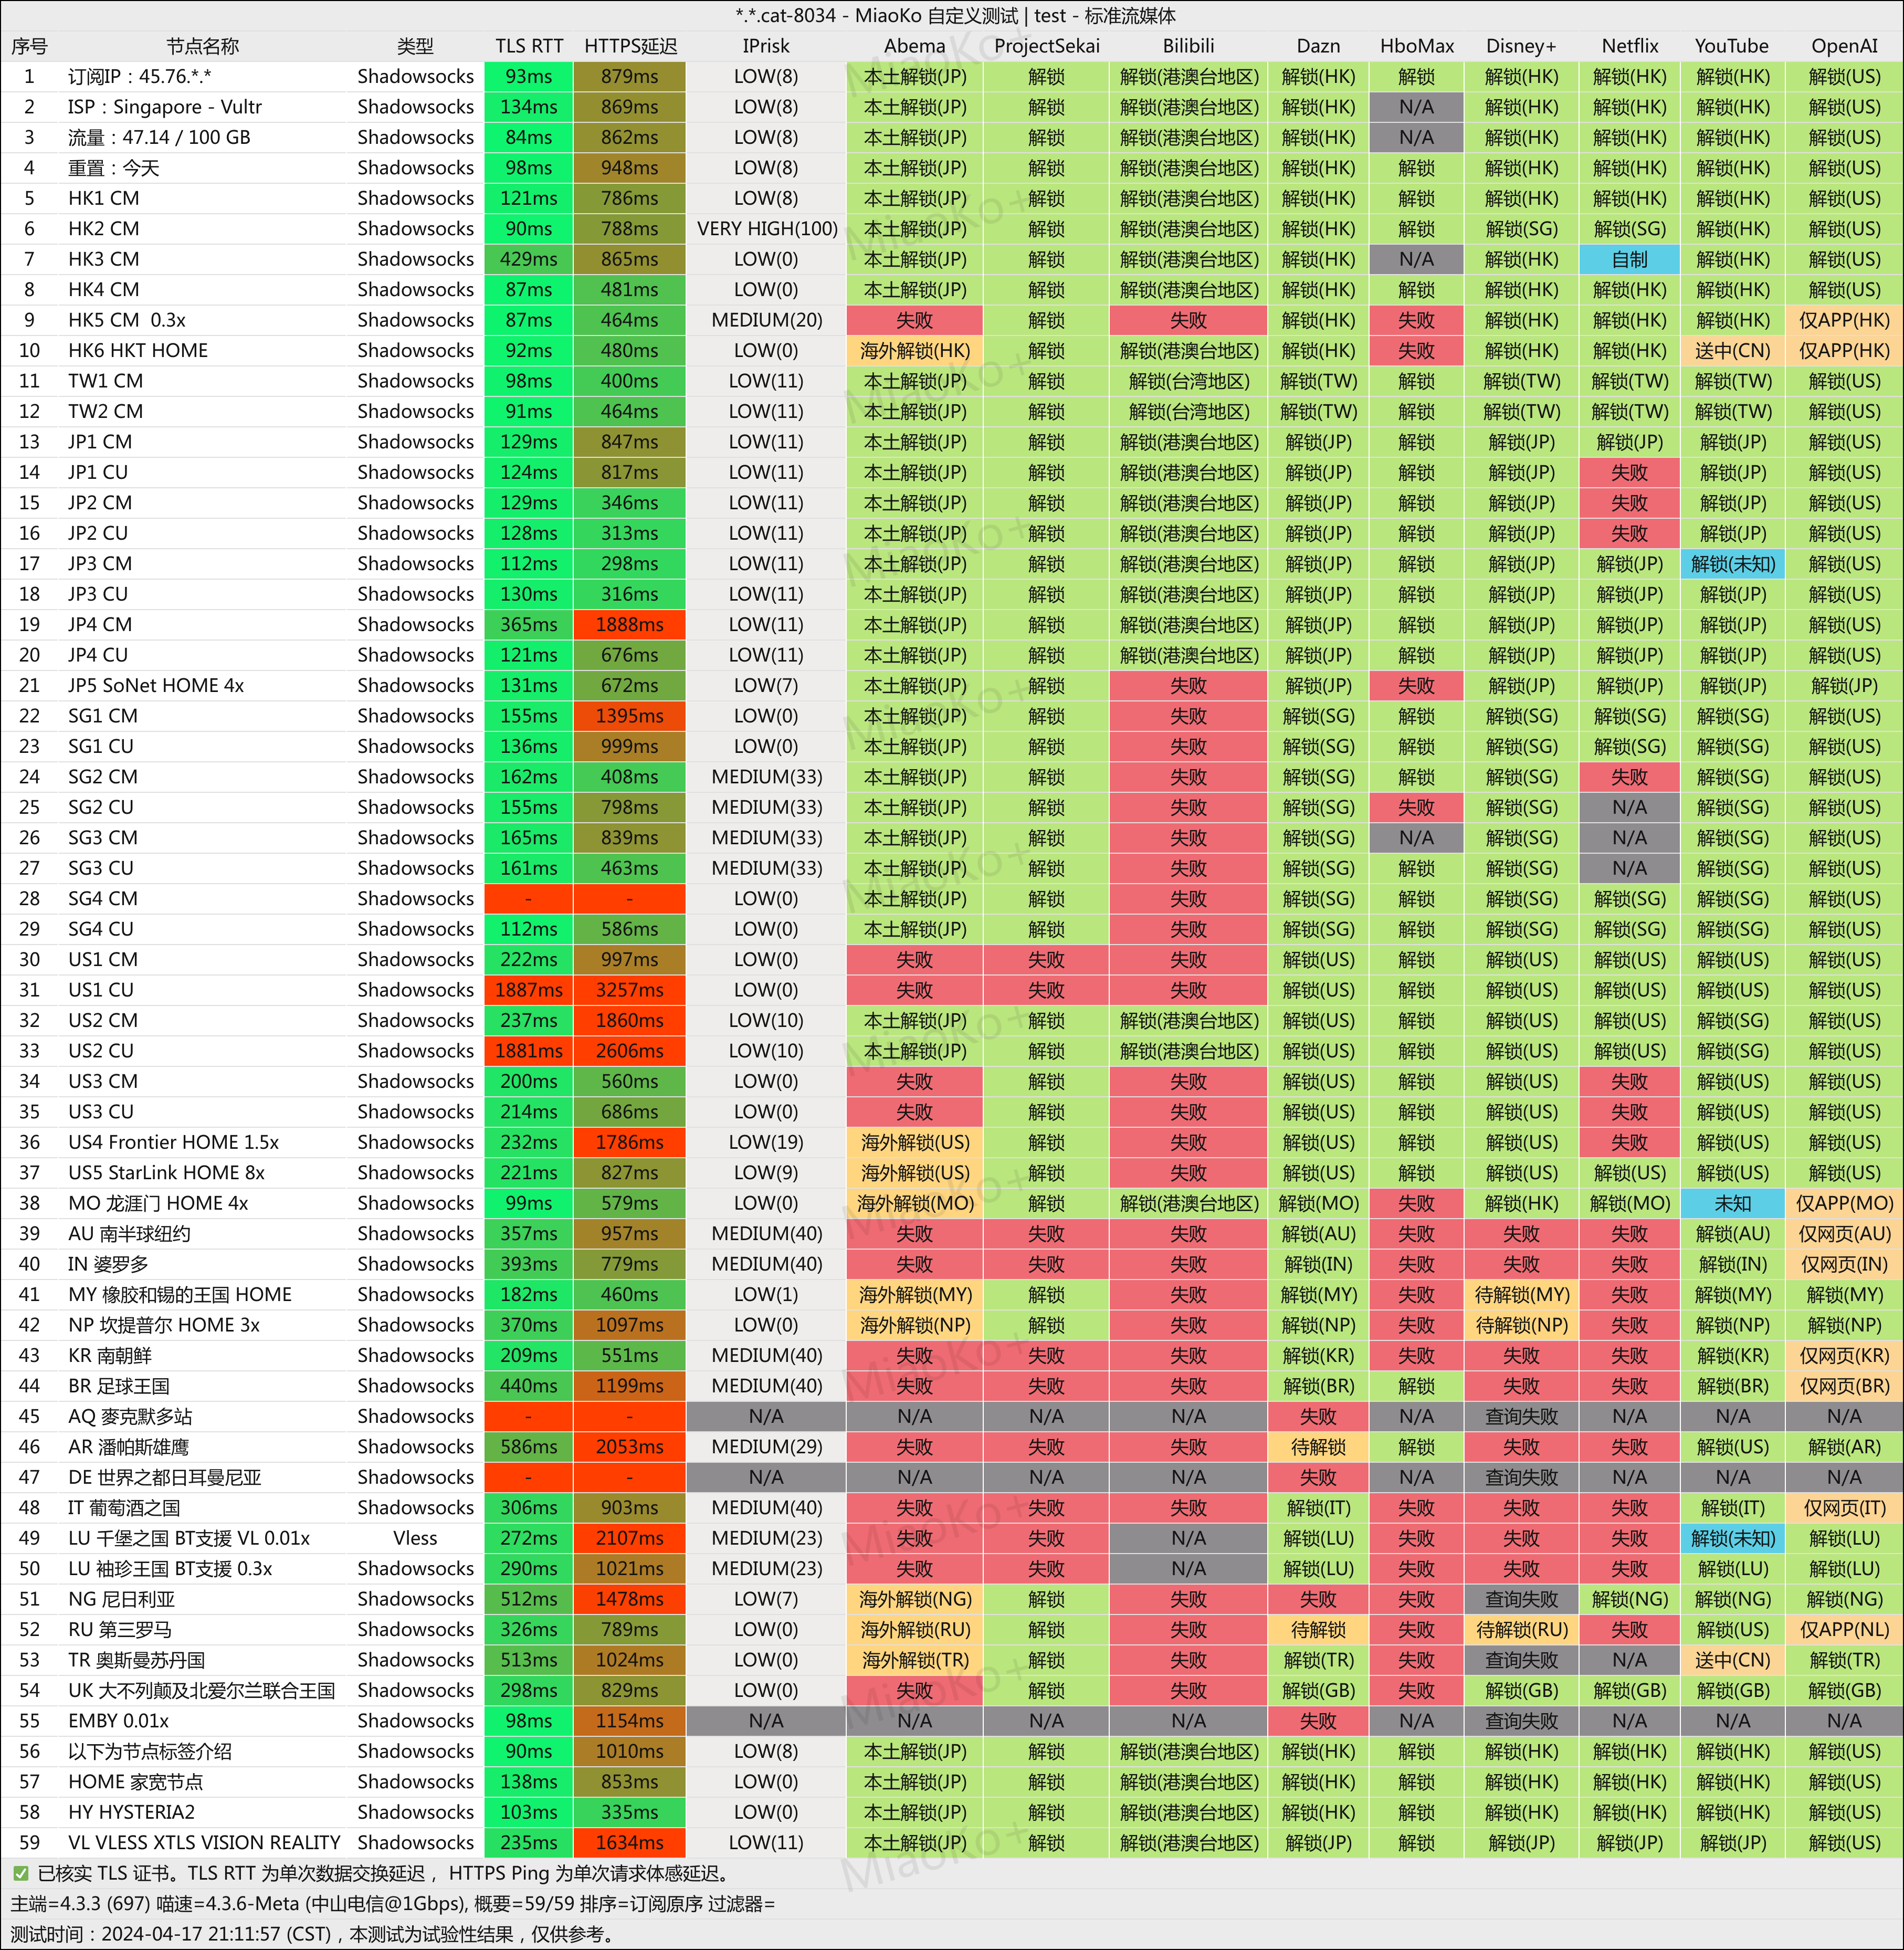 *.*.cat-8034 - MiaoKo 自定义测试 | test - 标准流媒体
序号 节点名称 类型 TLS RTT HTTPS延迟 IPrisk Abema ProjectSekai Bilibili Dazn HboMax Disney+ Netflix YouTube OpenAI
1 订阅IP：45.76.*.* Shadowsocks 93ms 879ms LOW(8) 本土解锁(JP) 解锁 解锁(港澳台地区) 解锁(HK) 解锁 解锁(HK) 解锁(HK) 解锁(HK) 解锁(US)
2 ISP：Singapore - Vultr Shadowsocks 134ms 869ms LOW(8) 本土解锁(JP) 解锁 解锁(港澳台地区) 解锁(HK) N/A 解锁(HK) 解锁(HK) 解锁(HK) 解锁(US)
3 流量：47.14 / 100 GB Shadowsocks 84ms 862ms LOW(8) 本土解锁(JP) 解锁 解锁(港澳台地区) 解锁(HK) N/A 解锁(HK) 解锁(HK) 解锁(HK) 解锁(US)
4 重置：今天 Shadowsocks 98ms 948ms LOW(8) 本土解锁(JP) 解锁 解锁(港澳台地区) 解锁(HK) 解锁 解锁(HK) 解锁(HK) 解锁(HK) 解锁(US)
5 HK1 CM Shadowsocks 121ms 786ms LOW(8) 本土解锁(JP) 解锁 解锁(港澳台地区) 解锁(HK) 解锁 解锁(HK) 解锁(HK) 解锁(HK) 解锁(US)
6 HK2 CM Shadowsocks 90ms 788ms VERY HIGH(100) 本土解锁(JP) 解锁 解锁(港澳台地区) 解锁(HK) 解锁 解锁(SG) 解锁(SG) 解锁(HK) 解锁(US)
7 HK3 CM Shadowsocks 429ms 865ms LOW(0) 本土解锁(JP) 解锁 解锁(港澳台地区) 解锁(HK) N/A 解锁(HK) 自制 解锁(HK) 解锁(US)
8 HK4 CM Shadowsocks 87ms 481ms LOW(0) 本土解锁(JP) 解锁 解锁(港澳台地区) 解锁(HK) 解锁 解锁(HK) 解锁(HK) 解锁(HK) 解锁(US)
9 HK5 CM 0.3x Shadowsocks 87ms 464ms MEDIUM(20) 失败 解锁 失败 解锁(HK) 失败 解锁(HK) 解锁(HK) 解锁(HK) 仅APP(HK)
10 HK6 HKT HOME Shadowsocks 92ms 480ms LOW(0) 海外解锁(HK) 解锁 解锁(港澳台地区) 解锁(HK) 失败 解锁(HK) 解锁(HK) 送中(CN) 仅APP(HK)
11 TW1 CM Shadowsocks 98ms 400ms LOW(11) 本土解锁(JP) 解锁 解锁(台湾地区) 解锁(TW) 解锁 解锁(TW) 解锁(TW) 解锁(TW) 解锁(US)
12 TW2 CM Shadowsocks 91ms 464ms LOW(11) 本土解锁(JP) 解锁 解锁(台湾地区) 解锁(TW) 解锁 解锁(TW) 解锁(TW) 解锁(TW) 解锁(US)
13 JP1 CM Shadowsocks 129ms 847ms LOW(11) 本土解锁(JP) 解锁 解锁(港澳台地区) 解锁(JP) 解锁 解锁(JP) 解锁(JP) 解锁(JP) 解锁(US)
14 JP1 CU Shadowsocks 124ms 817ms LOW(11) 本土解锁(JP) 解锁 解锁(港澳台地区) 解锁(JP) 解锁 解锁(JP) 失败 解锁(JP) 解锁(US)
15 JP2 CM Shadowsocks 129ms 346ms LOW(11) 本土解锁(JP) 解锁 解锁(港澳台地区) 解锁(JP) 解锁 解锁(JP) 失败 解锁(JP) 解锁(US)
16 JP2 CU Shadowsocks 128ms 313ms LOW(11) 本土解锁(JP) 解锁 解锁(港澳台地区) 解锁(JP) 解锁 解锁(JP) 失败 解锁(JP) 解锁(US)
17 JP3 CM Shadowsocks 112ms 298ms LOW(11) 本土解锁(JP) 解锁 解锁(港澳台地区) 解锁(JP) 解锁 解锁(JP) 解锁(JP) 解锁(未知) 解锁(US)
18 JP3 CU Shadowsocks 130ms 316ms LOW(11) 本土解锁(JP) 解锁 解锁(港澳台地区) 解锁(JP) 解锁 解锁(JP) 解锁(JP) 解锁(JP) 解锁(US)
19 JP4 CM Shadowsocks 365ms 1888ms LOW(11) 本土解锁(JP) 解锁 解锁(港澳台地区) 解锁(JP) 解锁 解锁(JP) 解锁(JP) 解锁(JP) 解锁(US)
20 JP4 CU Shadowsocks 121ms 676ms LOW(11) 本土解锁(JP) 解锁 解锁(港澳台地区) 解锁(JP) 解锁 解锁(JP) 解锁(JP) 解锁(JP) 解锁(US)
21 JP5 SoNet HOME 4x Shadowsocks 131ms 672ms LOW(7) 本土解锁(JP) 解锁 失败 解锁(JP) 失败 解锁(JP) 解锁(JP) 解锁(JP) 解锁(JP)
22 SG1 CM Shadowsocks 155ms 1395ms LOW(0) 本土解锁(JP) 解锁 失败 解锁(SG) 解锁 解锁(SG) 解锁(SG) 解锁(SG) 解锁(US)
23 SG1 CU Shadowsocks 136ms 999ms LOW(0) 本土解锁(JP) 解锁 失败 解锁(SG) 解锁 解锁(SG) 解锁(SG) 解锁(SG) 解锁(US)
24 SG2 CM Shadowsocks 162ms 408ms MEDIUM(33) 本土解锁(JP) 解锁 失败 解锁(SG) 解锁 解锁(SG) 失败 解锁(SG) 解锁(US)
25 SG2 CU Shadowsocks 155ms 798ms MEDIUM(33) 本土解锁(JP) 解锁 失败 解锁(SG) 失败 解锁(SG) N/A 解锁(SG) 解锁(US)
26 SG3 CM Shadowsocks 165ms 839ms MEDIUM(33) 本土解锁(JP) 解锁 失败 解锁(SG) N/A 解锁(SG) N/A 解锁(SG) 解锁(US)
27 SG3 CU Shadowsocks 161ms 463ms MEDIUM(33) 本土解锁(JP) 解锁 失败 解锁(SG) 解锁 解锁(SG) N/A 解锁(SG) 解锁(US)
28 SG4 CM Shadowsocks - - LOW(0) 本土解锁(JP) 解锁 失败 解锁(SG) 解锁 解锁(SG) 解锁(SG) 解锁(SG) 解锁(US)
29 SG4 CU Shadowsocks 112ms 586ms LOW(0) 本土解锁(JP) 解锁 失败 解锁(SG) 解锁 解锁(SG) 解锁(SG) 解锁(SG) 解锁(US)
30 US1 CM Shadowsocks 222ms 997ms LOW(0) 失败 失败 失败 解锁(US) 解锁 解锁(US) 解锁(US) 解锁(US) 解锁(US)
31 US1 CU Shadowsocks 1887ms 3257ms LOW(0) 失败 失败 失败 解锁(US) 解锁 解锁(US) 解锁(US) 解锁(US) 解锁(US)
32 US2 CM Shadowsocks 237ms 1860ms LOW(10) 本土解锁(JP) 解锁 解锁(港澳台地区) 解锁(US) 解锁 解锁(US) 解锁(US) 解锁(SG) 解锁(US)
33 US2 CU Shadowsocks 1881ms 2606ms LOW(10) 本土解锁(JP) 解锁 解锁(港澳台地区) 解锁(US) 解锁 解锁(US) 解锁(US) 解锁(SG) 解锁(US)
34 US3 CM Shadowsocks 200ms 560ms LOW(0) 失败 解锁 失败 解锁(US) 解锁 解锁(US) 失败 解锁(US) 解锁(US)
35 US3 CU Shadowsocks 214ms 686ms LOW(0) 失败 解锁 失败 解锁(US) 解锁 解锁(US) 失败 解锁(US) 解锁(US)
36 US4 Frontier HOME 1.5x Shadowsocks 232ms 1786ms LOW(19) 海外解锁(US) 解锁 失败 解锁(US) 解锁 解锁(US) 失败 解锁(US) 解锁(US)
37 US5 StarLink HOME 8x Shadowsocks 221ms 827ms LOW(9) 海外解锁(US) 解锁 失败 解锁(US) 解锁 解锁(US) 解锁(US) 解锁(US) 解锁(US)
38 MO 龙涯门 HOME 4x Shadowsocks 99ms 579ms LOW(0) 海外解锁(MO) 解锁 解锁(港澳台地区) 解锁(MO) 失败 解锁(HK) 解锁(MO) 未知 仅APP(MO)
39 AU 南半球纽约 Shadowsocks 357ms 957ms MEDIUM(40) 失败 失败 失败 解锁(AU) 失败 失败 失败 解锁(AU) 仅网页(AU)
40 IN 婆罗多 Shadowsocks 393ms 779ms MEDIUM(40) 失败 失败 失败 解锁(IN) 失败 失败 失败 解锁(IN) 仅网页(IN)
41 MY 橡胶和锡的王国 HOME Shadowsocks 182ms 460ms LOW(1) 海外解锁(MY) 解锁 失败 解锁(MY) 失败 待解锁(MY) 失败 解锁(MY) 解锁(MY)
42 NP 坎提普尔 HOME 3x Shadowsocks 370ms 1097ms LOW(0) 海外解锁(NP) 解锁 失败 解锁(NP) 失败 待解锁(NP) 失败 解锁(NP) 解锁(NP)
43 KR 南朝鲜 Shadowsocks 209ms 551ms MEDIUM(40) 失败 失败 失败 解锁(KR) 失败 失败 失败 解锁(KR) 仅网页(KR)
44 BR 足球王国 Shadowsocks 440ms 1199ms MEDIUM(40) 失败 失败 失败 解锁(BR) 解锁 失败 失败 解锁(BR) 仅网页(BR)
45 AQ 麥克默多站 Shadowsocks - - N/A N/A N/A N/A 失败 N/A 查询失败 N/A N/A N/A
46 AR 潘帕斯雄鹰 Shadowsocks 586ms 2053ms MEDIUM(29) 失败 失败 失败 待解锁 解锁 失败 失败 解锁(US) 解锁(AR)
47 DE 世界之都日耳曼尼亚 Shadowsocks - - N/A N/A N/A N/A 失败 N/A 查询失败 N/A N/A N/A
48 IT 葡萄酒之国 Shadowsocks 306ms 903ms MEDIUM(40) 失败 失败 失败 解锁(IT) 失败 失败 失败 解锁(IT) 仅网页(IT)
49 LU 千堡之国 BT支援 VL 0.01x Vless 272ms 2107ms MEDIUM(23) 失败 失败 N/A 解锁(LU) 失败 失败 失败 解锁(未知) 解锁(LU)
50 LU 袖珍王国 BT支援 0.3x Shadowsocks 290ms 1021ms MEDIUM(23) 失败 失败 N/A 解锁(LU) 失败 失败 失败 解锁(LU) 解锁(LU)
51 NG 尼日利亚 Shadowsocks 512ms 1478ms LOW(7) 海外解锁(NG) 解锁 失败 失败 失败 查询失败 解锁(NG) 解锁(NG) 解锁(NG)
52 RU 第三罗马 Shadowsocks 326ms 789ms LOW(0) 海外解锁(RU) 解锁 失败 待解锁 失败 待解锁(RU) 失败 解锁(US) 仅APP(NL)
53 TR 奥斯曼苏丹国 Shadowsocks 513ms 1024ms LOW(0) 海外解锁(TR) 解锁 失败 解锁(TR) 失败 查询失败 N/A 送中(CN) 解锁(TR)
54 UK 大不列颠及北爱尔兰联合王国 Shadowsocks 298ms 829ms LOW(0) 失败 解锁 失败 解锁(GB) 失败 解锁(GB) 解锁(GB) 解锁(GB) 解锁(GB)
55 EMBY 0.01x Shadowsocks 98ms 1154ms N/A N/A N/A N/A 失败 N/A 查询失败 N/A N/A N/A
56 以下为节点标签介绍 Shadowsocks 90ms 1010ms LOW(8) 本土解锁(JP) 解锁 解锁(港澳台地区) 解锁(HK) 解锁 解锁(HK) 解锁(HK) 解锁(HK) 解锁(US)
57 HOME 家宽节点 Shadowsocks 138ms 853ms LOW(0) 本土解锁(JP) 解锁 解锁(港澳台地区) 解锁(HK) 解锁 解锁(HK) 解锁(HK) 解锁(HK) 解锁(US)
58 HY HYSTERIA2 Shadowsocks 103ms 335ms LOW(0) 本土解锁(JP) 解锁 解锁(港澳台地区) 解锁(HK) 解锁 解锁(HK) 解锁(HK) 解锁(HK) 解锁(US)
59 VL VLESS XTLS VISION REALITY Shadowsocks 235ms 1634ms LOW(11) 本土解锁(JP) 解锁 解锁(港澳台地区) 解锁(JP) 解锁 解锁(JP) 解锁(JP) 解锁(JP) 解锁(US)
✅ 已核实 TLS 证书。TLS RTT 为单次数据交换延迟， HTTPS Ping 为单次请求体感延迟。
主端=4.3.3 (697) 喵速=4.3.6-Meta (中山电信@1Gbps), 概要=59/59 排序=订阅原序 过滤器=
测试时间：2024-04-17 21:11:57 (CST)，本测试为试验性结果，仅供参考。